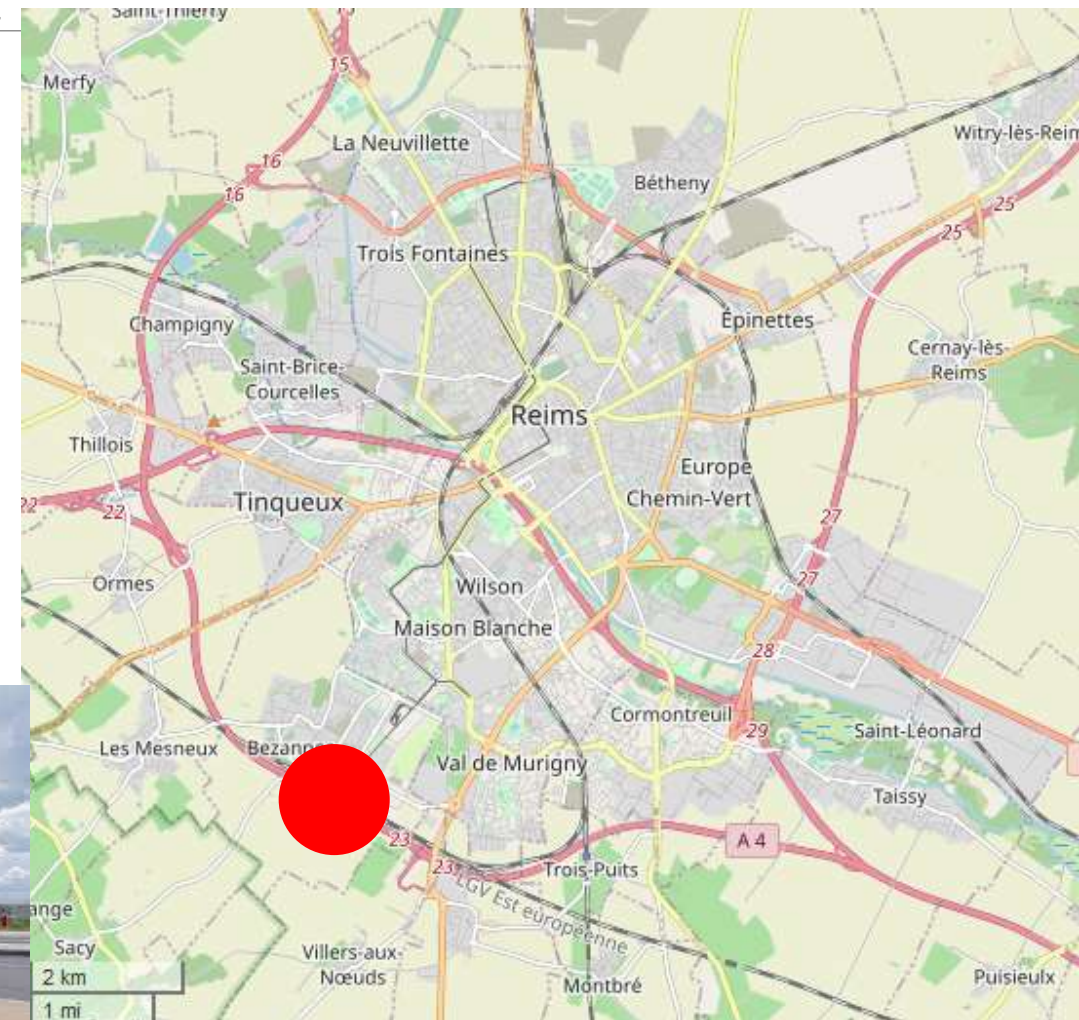 Saint-Thierry
15
Merfy
La Neuvillette
Witry-lès-Reim
16
16
Bétheny
25
25
Trois Fontaines
Champigny
Épinettes
Saint-Brice-
Courcelles
Cernay-lès-
Reims
Reims
Thillois
Europe
Chemin-Vert
Tinqueux
22
22
27
27
Ormes
Wilson
Maison Blanche
28
Cormontreuil
29
Saint-Léonard
Les Mesneux
Bezanne
Val de Murigny
Taissy
23
23
A 4
Trois-Puits
LGV Est européenne
ange
Sacy
Villers-aux-
Nœuds
Montbré
Puisieulx
2 km
1 mi